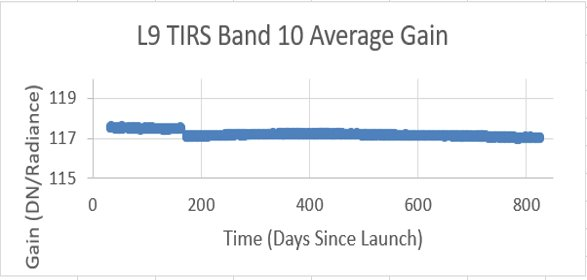 L9 TIRS Band 10 Average Gain
Gain (DN/Radiance)
119
117
115
0 200 400 600 800
Time (Days Since Launch)